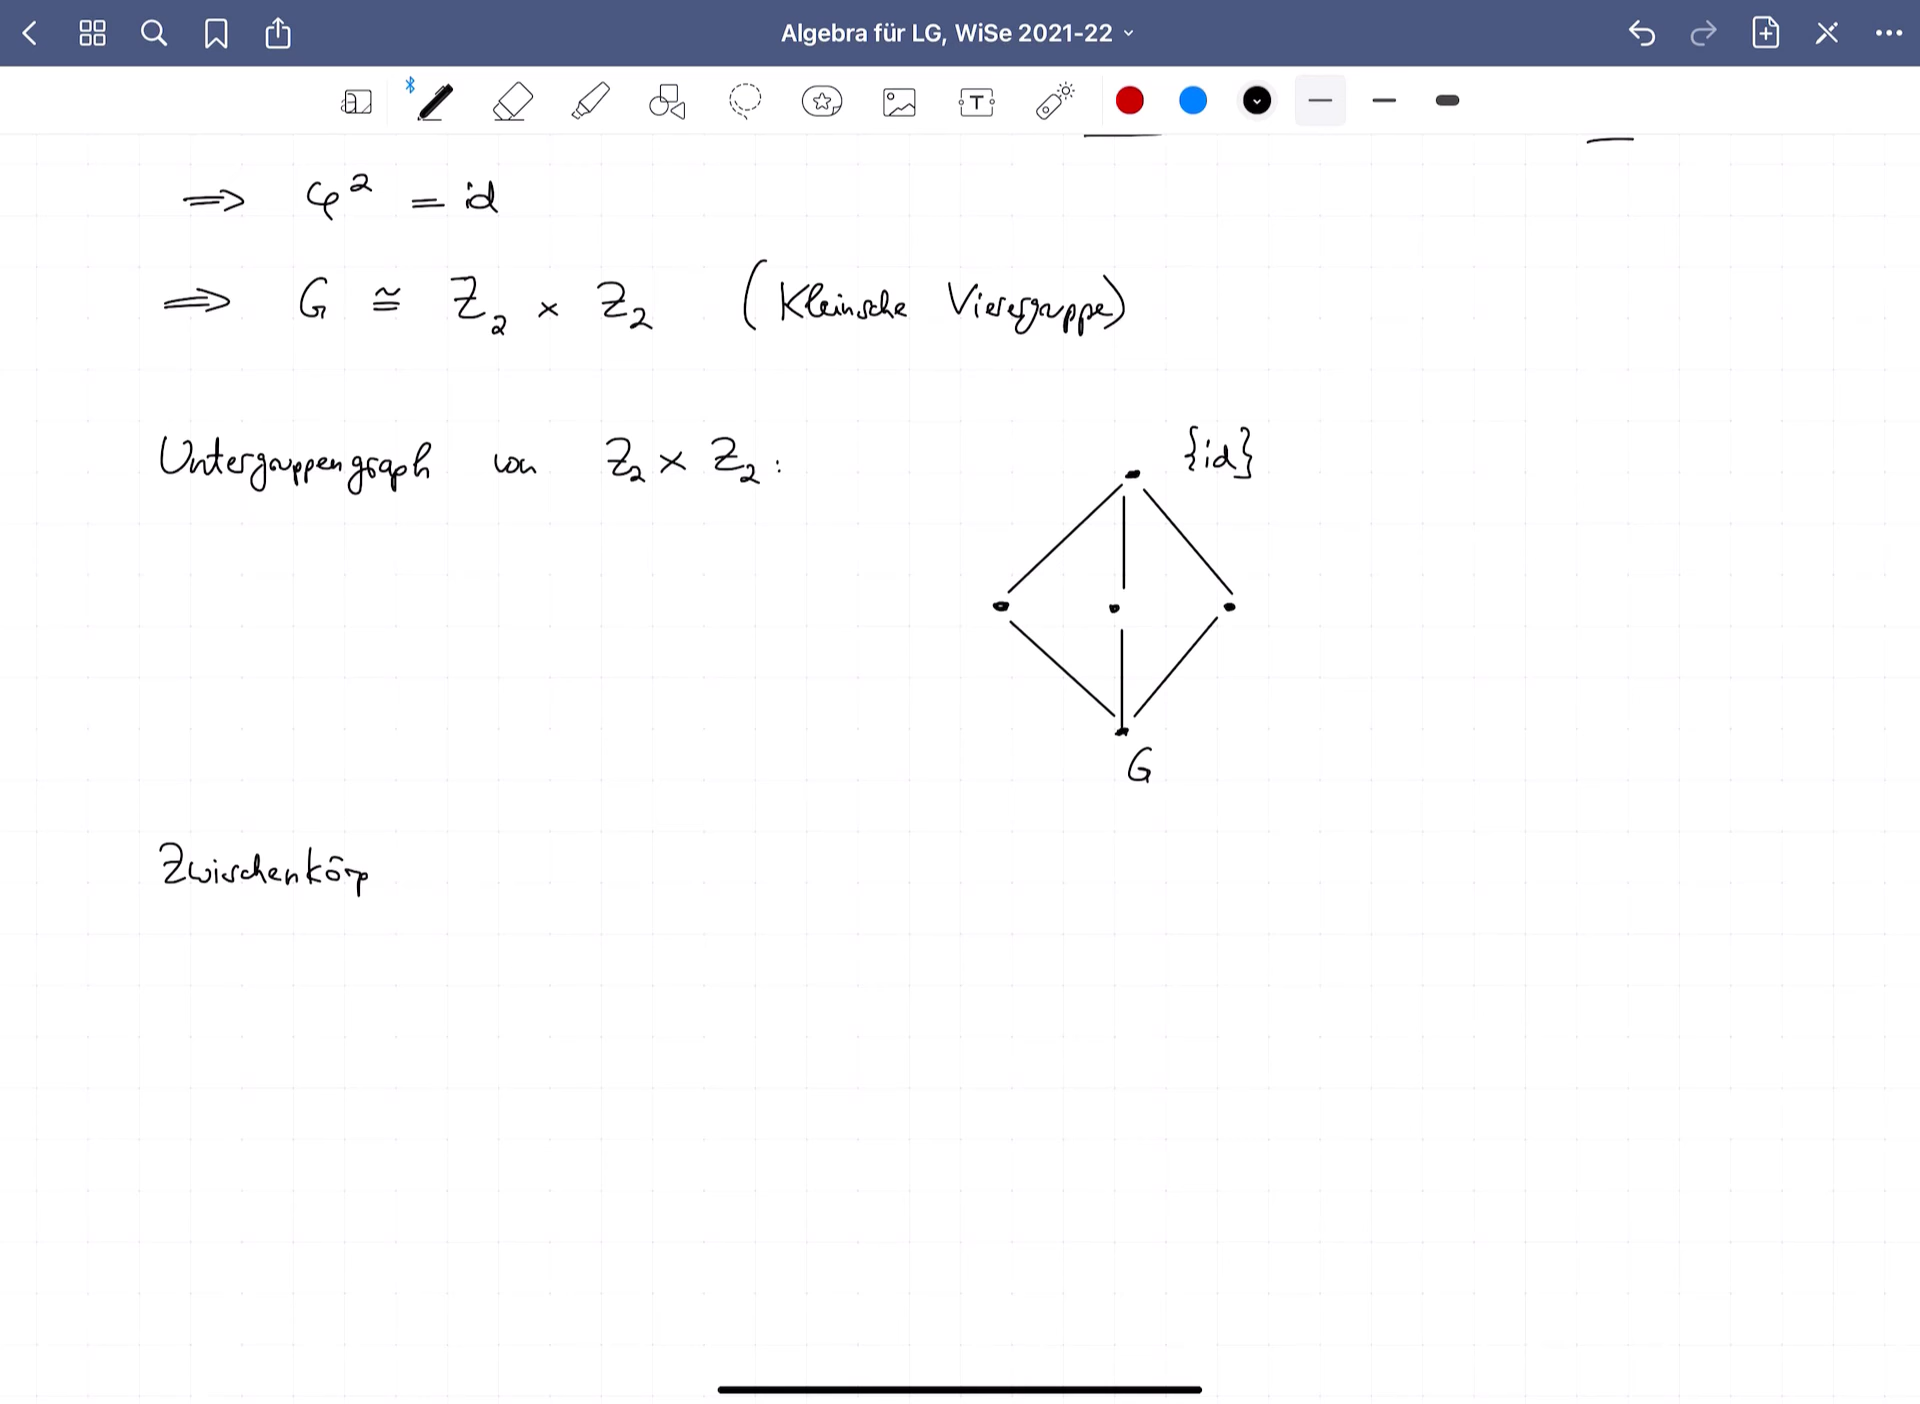 Algebra für LG, WiSe 2021-22
⇒ φ² = id
⇒ G ≅ Z₂ × Z₂ (Kleinsche Vierergruppe)
Untergruppengraph von Z₂ × Z₂ :
{id}
G
Zwischenkörp